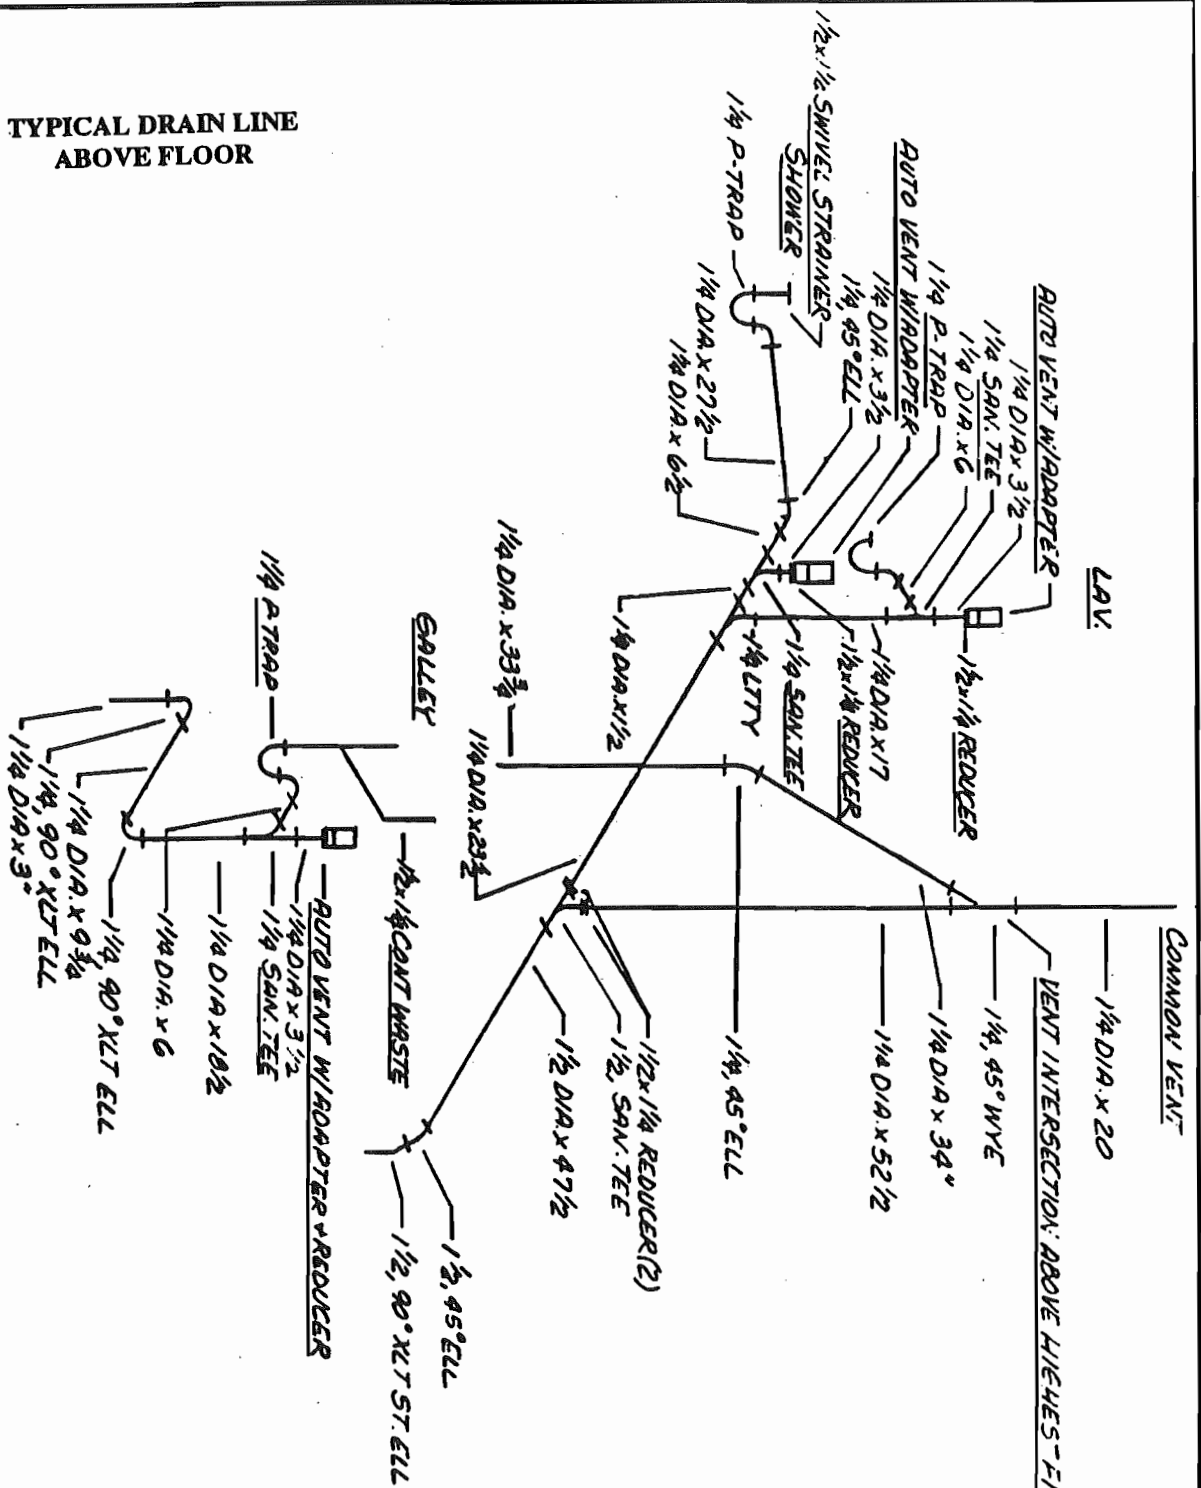 TYPICAL DRAIN LINE
ABOVE FLOOR
1½x1½ SWIVEL STRAINER
SHOWER
1¼ P-TRAP
AUTO VENT W/ADAPTER
1¼ DIA. x 3½
1¼, 45° ELL
1¼ DIA. x 27½
1¼ DIA. x 6½
LAV.
AUTO VENT W/ADAPTER
1¼ DIA x 3½
1¼ SAN. TEE
1¼ DIA. x 6
1¼ P-TRAP
1½x1¼ REDUCER
1¼ DIA. x 17
1½x1¼ REDUCER
1¼ SAN. TEE
1¼ LTTY
1¼ DIA. x 1½
1¼ DIA. x 33¾
1¼ DIA. x 23½
COMMON VENT
1¼ DIA x 20
VENT INTERSECTION ABOVE
1¼, 45° WYE
1¼ DIA x 34"
1¼ DIA. x 52½
1¼, 45° ELL
1½x1¼ REDUCER (2)
1½, SAN. TEE
1½ DIA. x 47½
1½, 45° ELL
1½, 90° XLT ST. ELL
GALLEY
1½x1¼ CONT WASTE
1¼ P. TRAP
AUTO VENT W/ADAPTER + REDUCER
1¼ DIA x 3½
1¼ SAN. TEE
1¼ DIA x 18½
1¼ DIA. x 6
1¼, 90° XLT ELL
1¼ DIA. x 9¾
1¼, 90° XLT ELL
1¼ DIA x 3"